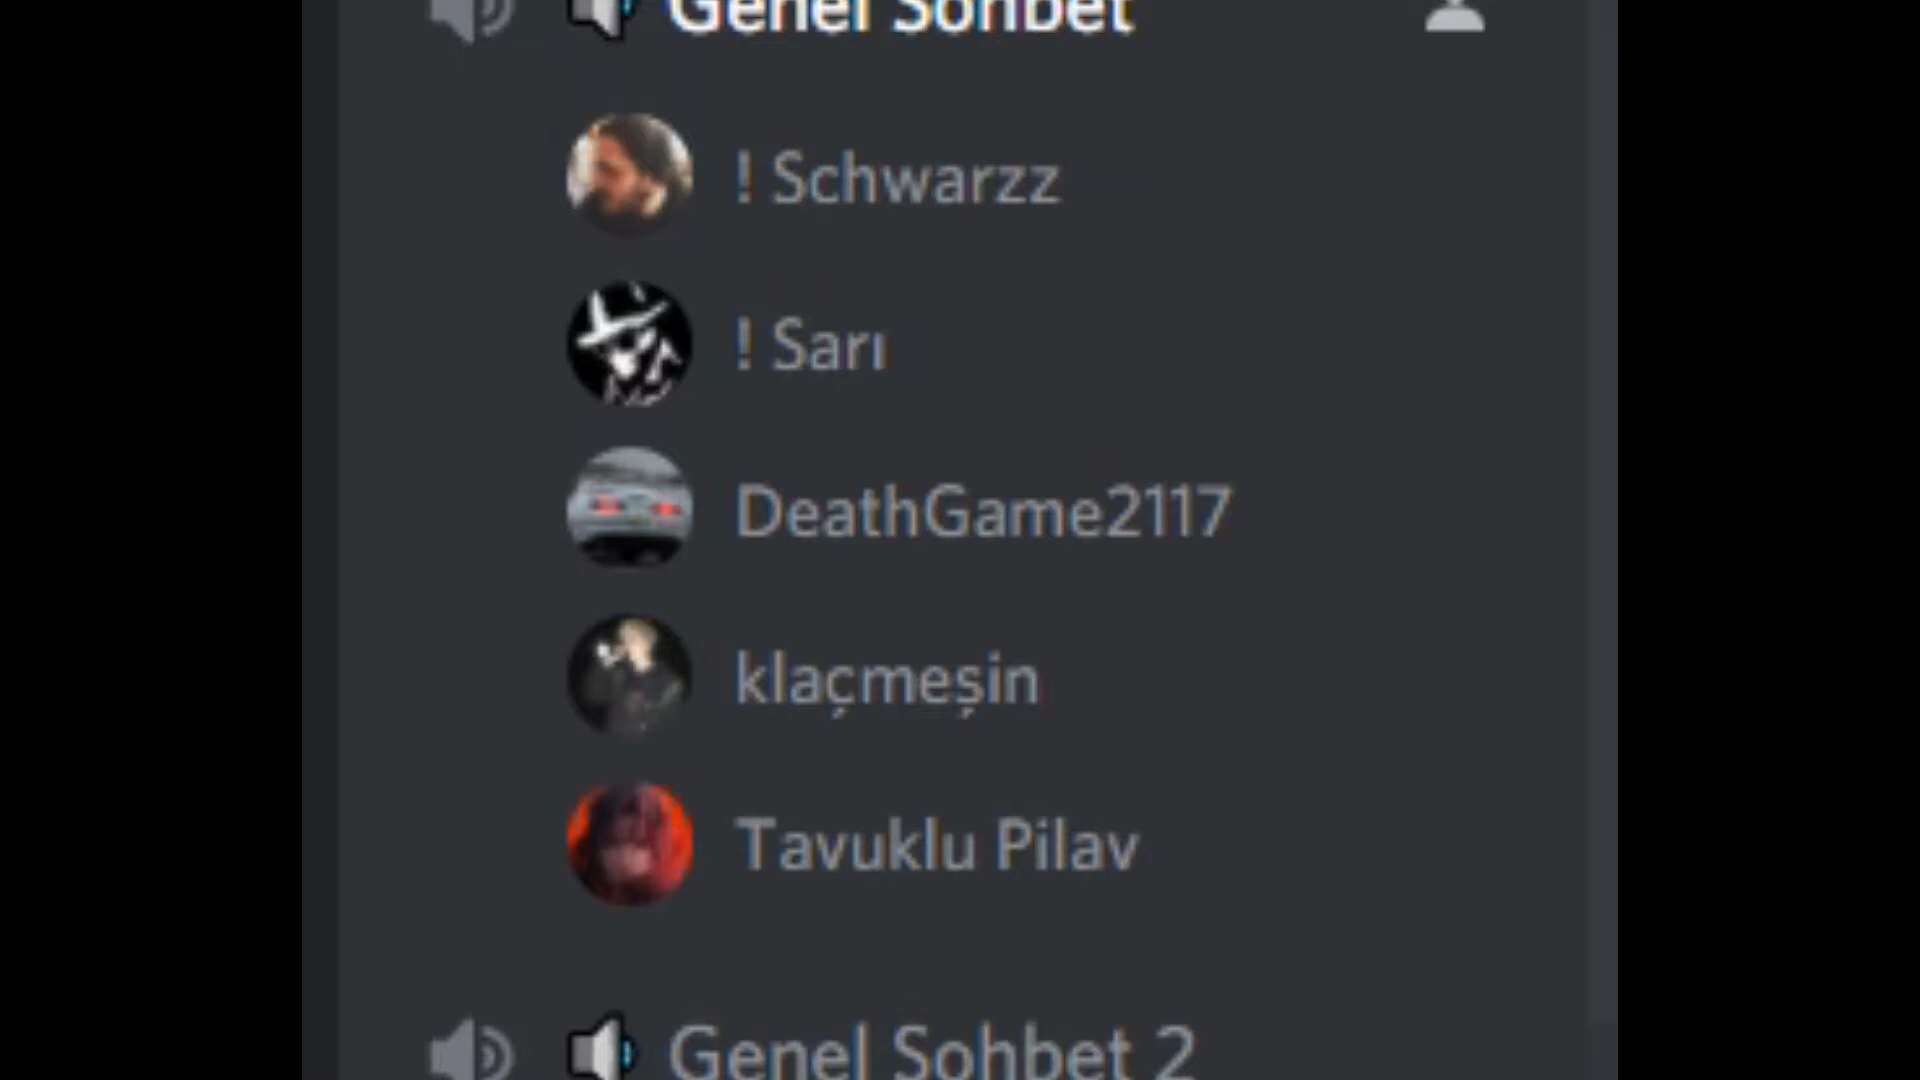 Genel Sohbet
! Schwarzz
! Sarı
DeathGame2117
klaçmeşin
Tavuklu Pilav
Genel Sohbet 2